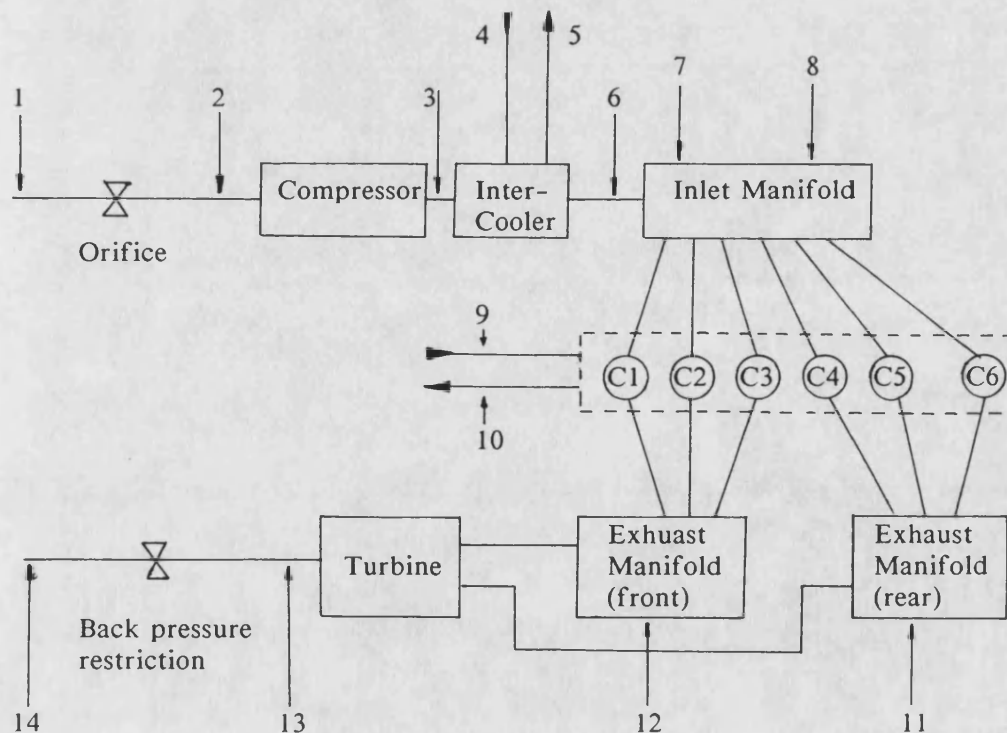 4 5
7 8
1 2 3 6
Compressor Inter-
Cooler
Inlet Manifold
Orifice
9
C1 C2 C3 C4 C5 C6
10
Turbine
Exhuast
Manifold
(front)
Exhaust
Manifold
(rear)
Back pressure
restriction
14 13 12 11